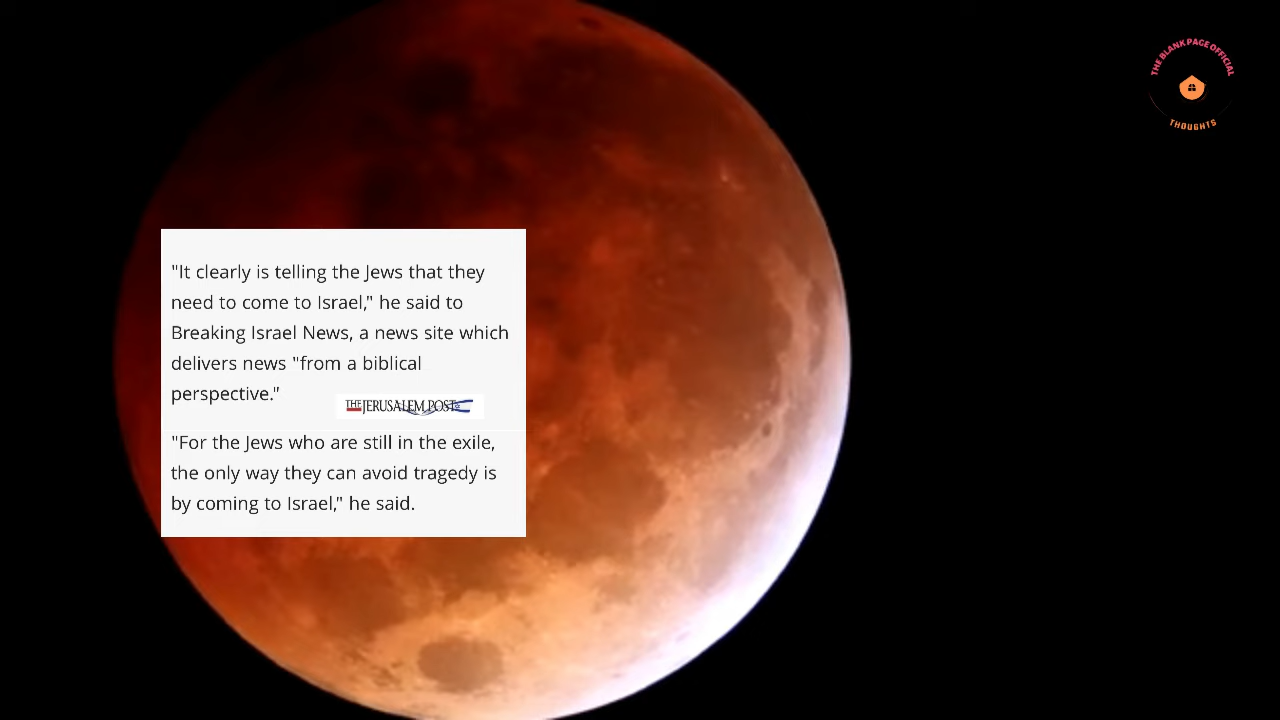 THE BLANK PAGE OFFICIAL
THOUGHTS
"It clearly is telling the Jews that they
need to come to Israel," he said to
Breaking Israel News, a news site which
delivers news "from a biblical
perspective."
THE JERUSALEM POST
"For the Jews who are still in the exile,
the only way they can avoid tragedy is
by coming to Israel," he said.